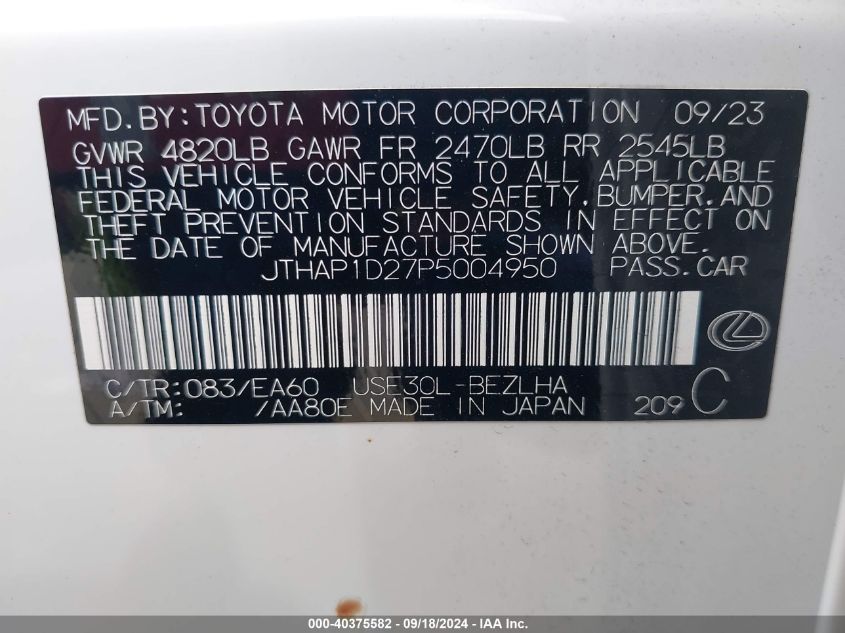 MFD.BY:TOYOTA MOTOR CORPORATION 09/23
GVWR 4820LB GAWR FR 2470LB RR 2545LB
THIS VEHICLE CONFORMS TO ALL APPLICABLE
FEDERAL MOTOR VEHICLE SAFETY,BUMPER,AND
THEFT PREVENTION STANDARDS IN EFFECT ON
THE DATE OF MANUFACTURE SHOWN ABOVE.
JTHAP1D27P5004950 PASS.CAR
C/TR:083/EA60 USE30L-BEZLHA
A/TM: /AA80E MADE IN JAPAN 209 C
000-40375582 - 09/18/2024 - IAA Inc.